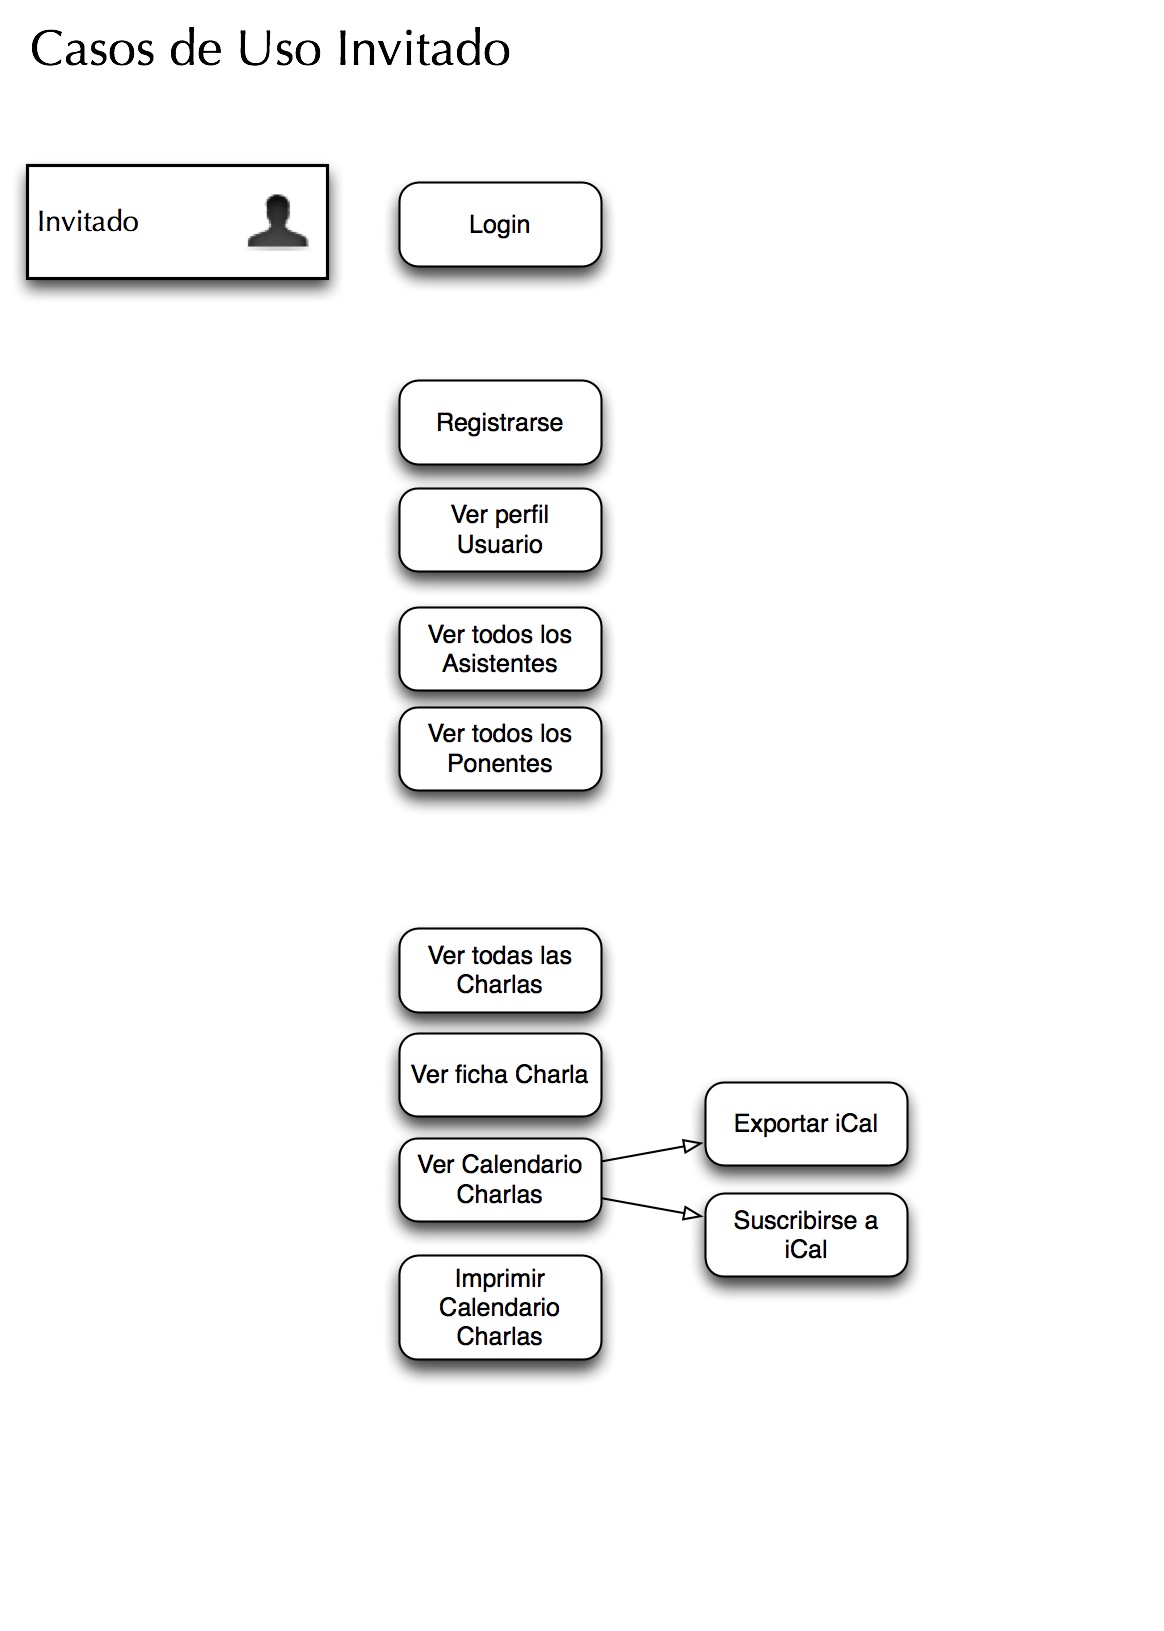 Casos de Uso Invitado
Invitado
Login
Registrarse
Ver perfil
Usuario
Ver todos los
Asistentes
Ver todos los
Ponentes
Ver todas las
Charlas
Ver ficha Charla
Ver Calendario
Charlas
Exportar iCal
Suscribirse a
iCal
Imprimir
Calendario
Charlas